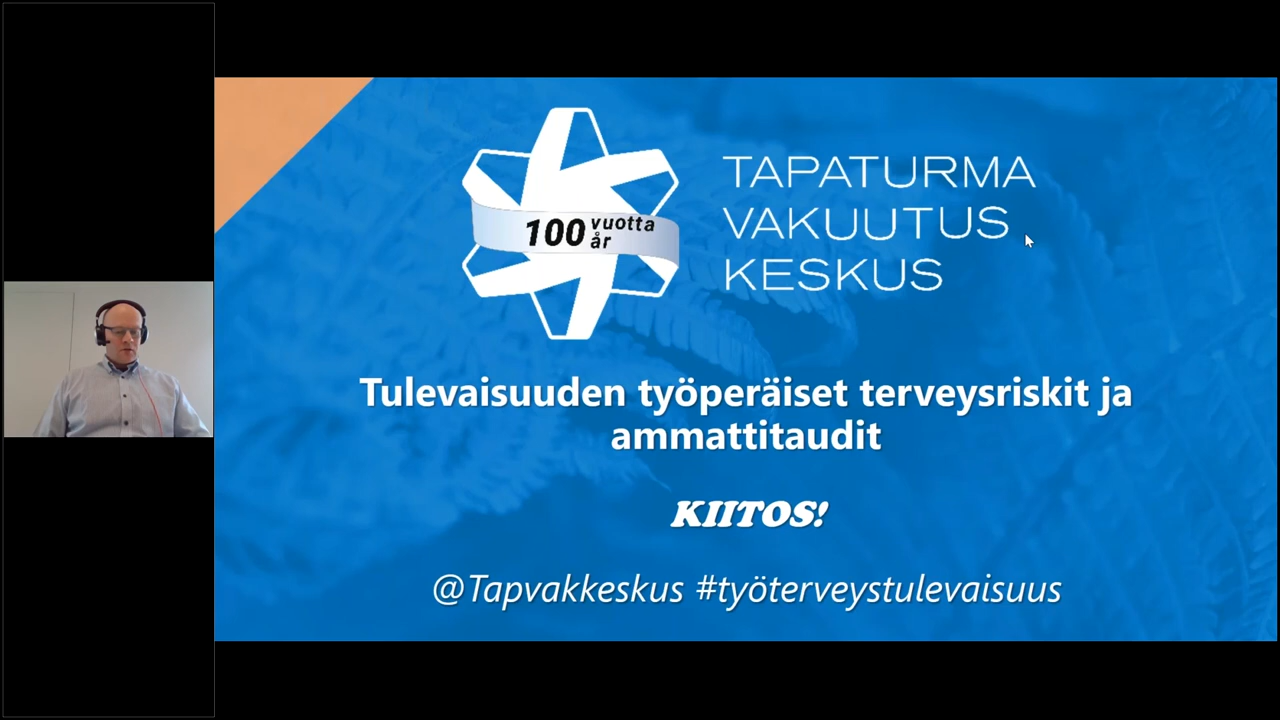 100 vuotta
år
TAPATURMA
VAKUUTUS
KESKUS
Tulevaisuuden työperäiset terveysriskit ja
ammattitaudit
KIITOS!
@Tapvakkeskus #työterveystulevaisuus